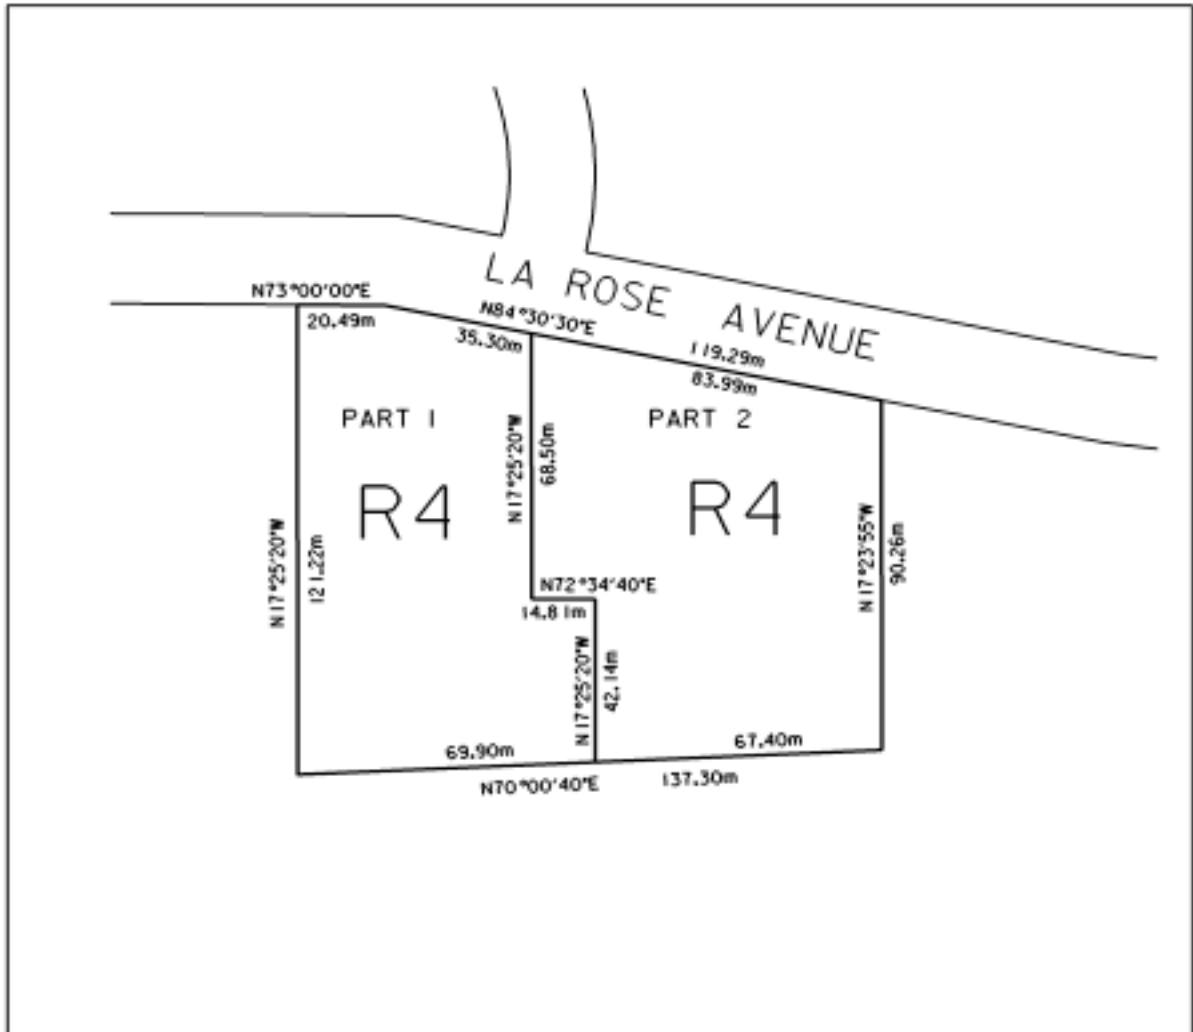 LA ROSE AVENUE
N73°00'00"E
20.49m
N84°30'30"E
35.30m
119.29m
83.99m
PART 1
R4
PART 2
R4
N17°25'20"W
121.22m
N17°25'20"W
68.50m
N17°23'55"W
90.26m
N72°34'40"E
14.81m
N17°25'20"W
42.14m
69.90m
67.40m
N70°00'40"E
137.30m